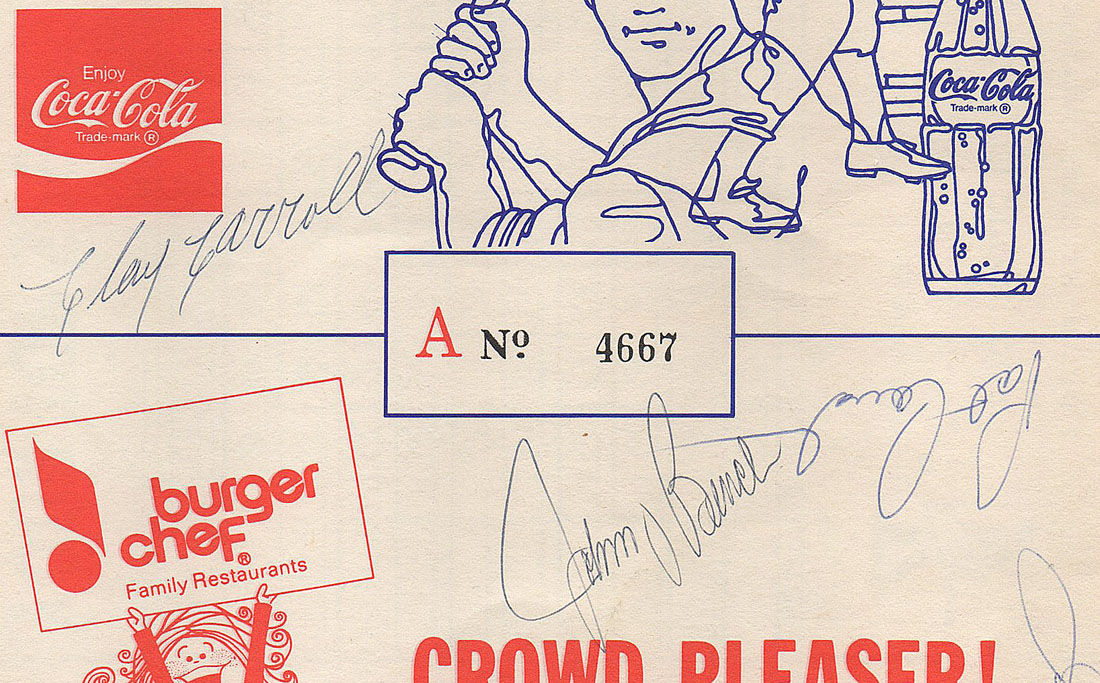 Enjoy
Coca-Cola
Trade-mark ®
Coca-Cola
Trade-mark ®
Clay Carroll
A Nº 4667
Pat
John Bench
burger
chef®
Family Restaurants
CROWD PLEASER!